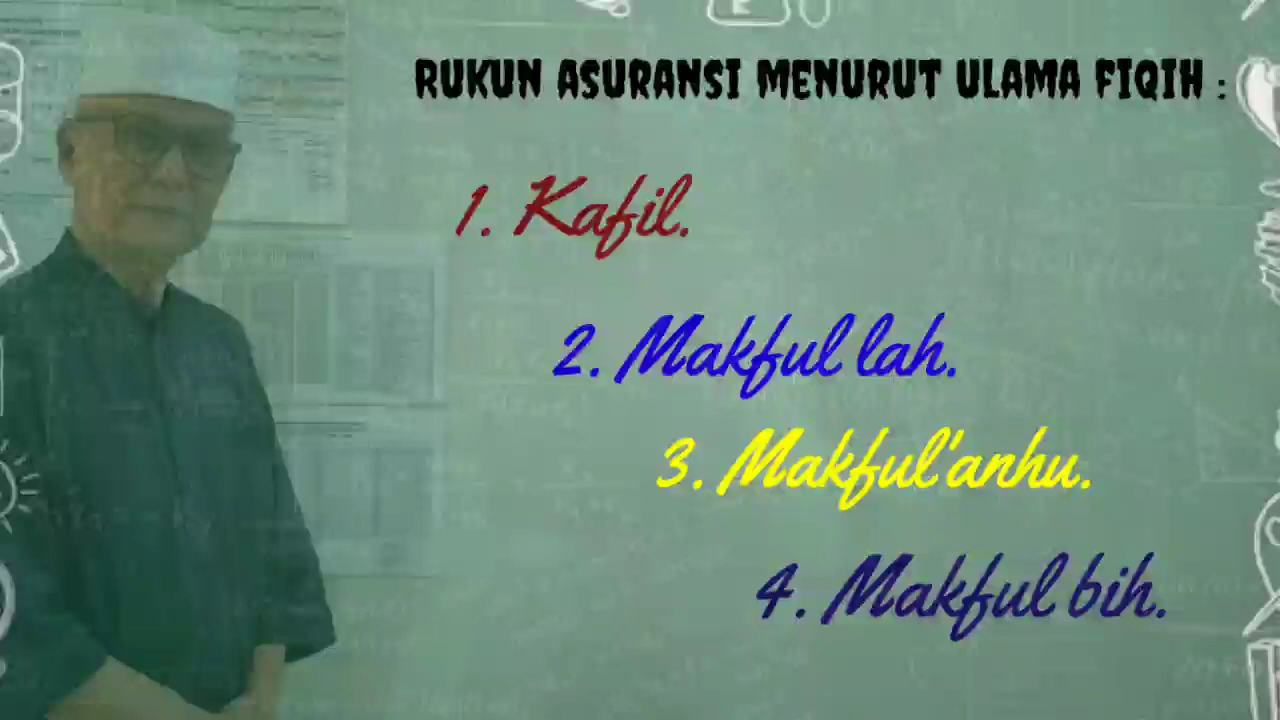 RUKUN ASURANSI MENURUT ULAMA FIQIH :
1. Kafil.
2. Makful lah.
3. Makful'anhu.
4. Makful bih.